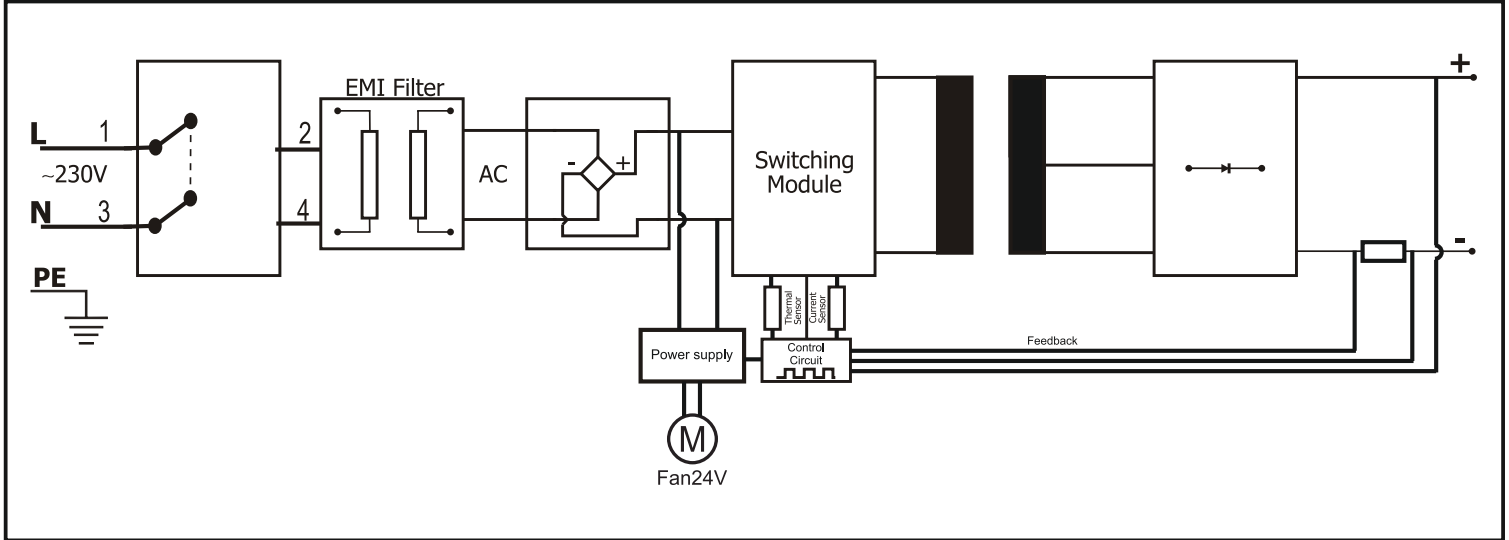 L
1
~230V
N
3
PE
2
4
EMI Filter
AC
-
+
Switching
Module
Thermal
Sensor
Current
Sensor
Power supply
Control
Circuit
M
Fan24V
Feedback
+
-